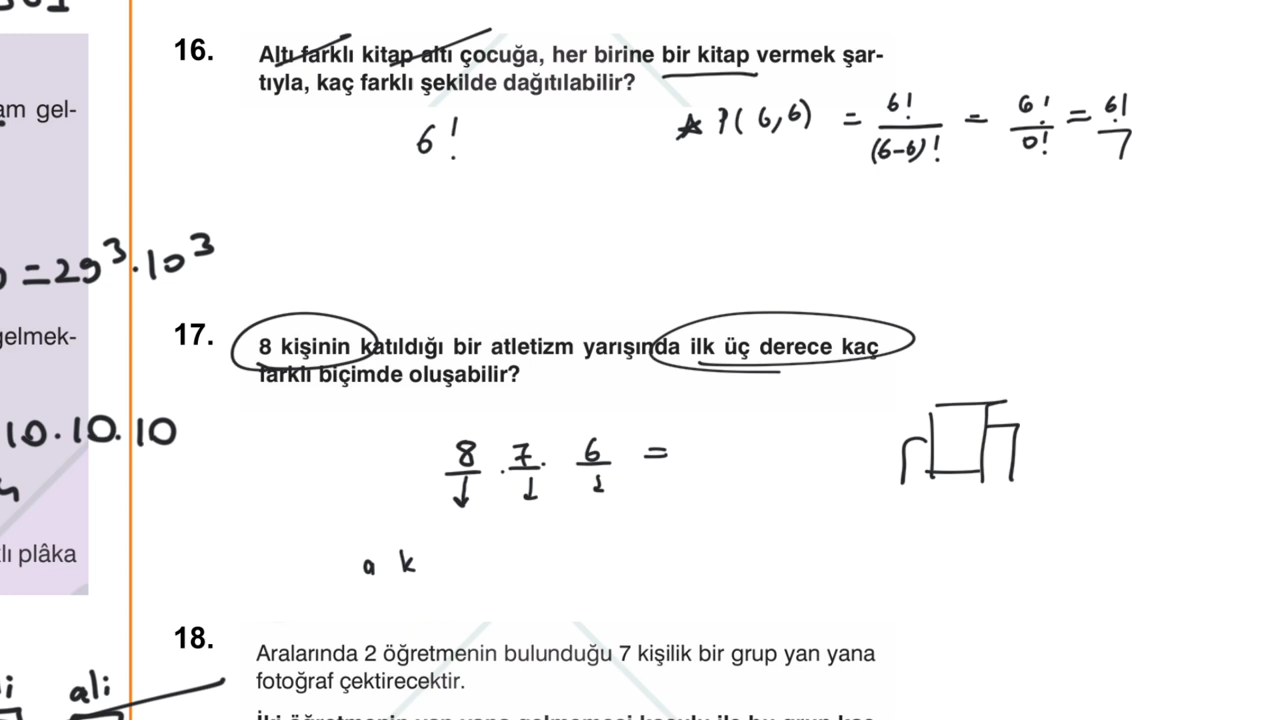 16. Altı farklı kitap altı çocuğa, her birine bir kitap vermek şar-
tıyla, kaç farklı şekilde dağıtılabilir?
6!
P(6,6) = 6!/(6-6)! = 6!/0! = 6!/7
am gel-
=29³.10³
gelmek-
17. 8 kişinin katıldığı bir atletizm yarışında ilk üç derece kaç
farklı biçimde oluşabilir?
10.10.10
8 . 7 . 6 =
lı plâka
a k
18. Aralarında 2 öğretmenin bulunduğu 7 kişilik bir grup yan yana
fotoğraf çektirecektir.
ali